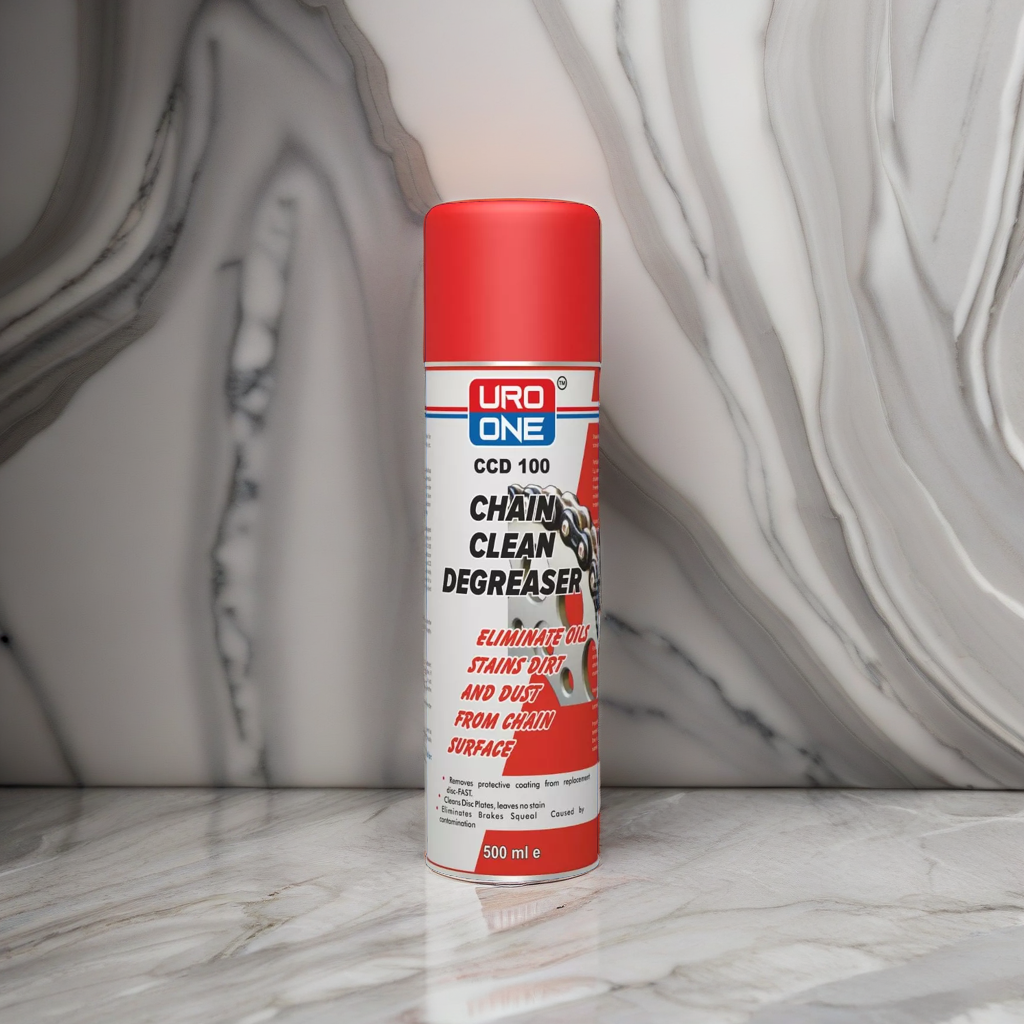 URO
ONE
TM
CCD 100
CHAIN
CLEAN
DEGREASER
ELIMINATE OILS
STAINS DIRT
AND DUST
FROM CHAIN
SURFACE
• Removes protective coating from replacement
disc-FAST.
• Cleans Disc Plates, leaves no stain
• Eliminates Brakes Squeal Caused by
contamination
500 ml e